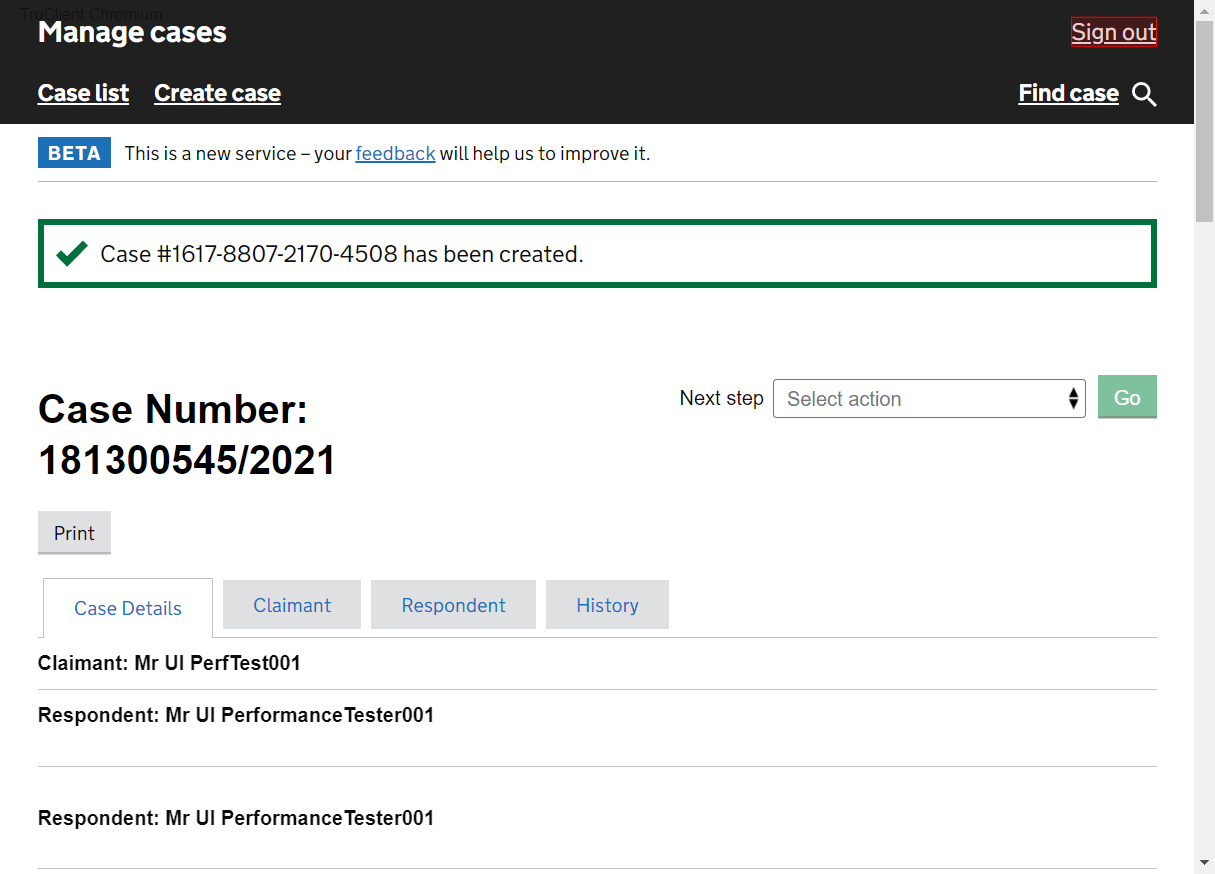 TruClient Chromium
Manage cases
Sign out
Case list Create case Find case
BETA This is a new service – your feedback will help us to improve it.
Case #1617-8807-2170-4508 has been created.
Case Number:
181300545/2021
Next step Select action Go
Print
Case Details Claimant Respondent History
Claimant: Mr UI PerfTest001
Respondent: Mr UI PerformanceTester001
Respondent: Mr UI PerformanceTester001